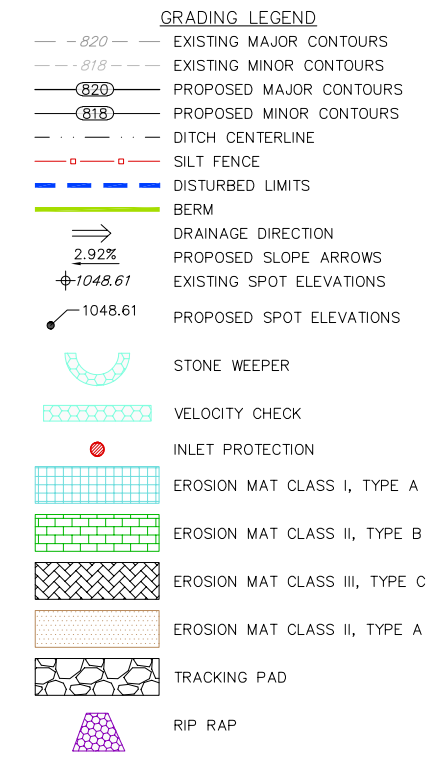 GRADING LEGEND
820 EXISTING MAJOR CONTOURS
818 EXISTING MINOR CONTOURS
820 PROPOSED MAJOR CONTOURS
818 PROPOSED MINOR CONTOURS
DITCH CENTERLINE
SILT FENCE
DISTURBED LIMITS
BERM
DRAINAGE DIRECTION
2.92% PROPOSED SLOPE ARROWS
1048.61 EXISTING SPOT ELEVATIONS
1048.61 PROPOSED SPOT ELEVATIONS
STONE WEEPER
VELOCITY CHECK
INLET PROTECTION
EROSION MAT CLASS I, TYPE A
EROSION MAT CLASS II, TYPE B
EROSION MAT CLASS III, TYPE C
EROSION MAT CLASS II, TYPE A
TRACKING PAD
RIP RAP